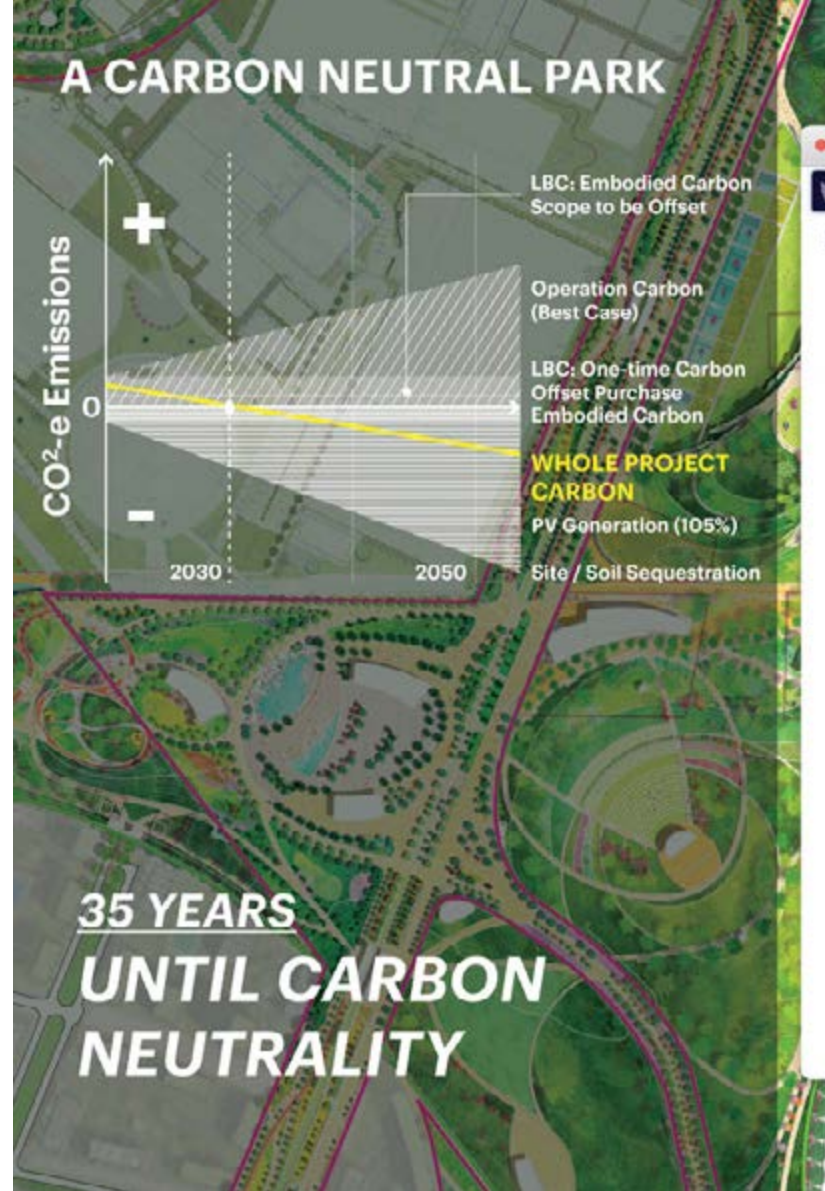 A CARBON NEUTRAL PARK
LBC: Embodied Carbon
Scope to be Offset
+
Operation Carbon
(Best Case)
CO²-e Emissions
LBC: One-time Carbon
Offset Purchase
0
Embodied Carbon
WHOLE PROJECT
CARBON
-
PV Generation (105%)
2030
2050
Site / Soil Sequestration
35 YEARS
UNTIL CARBON
NEUTRALITY